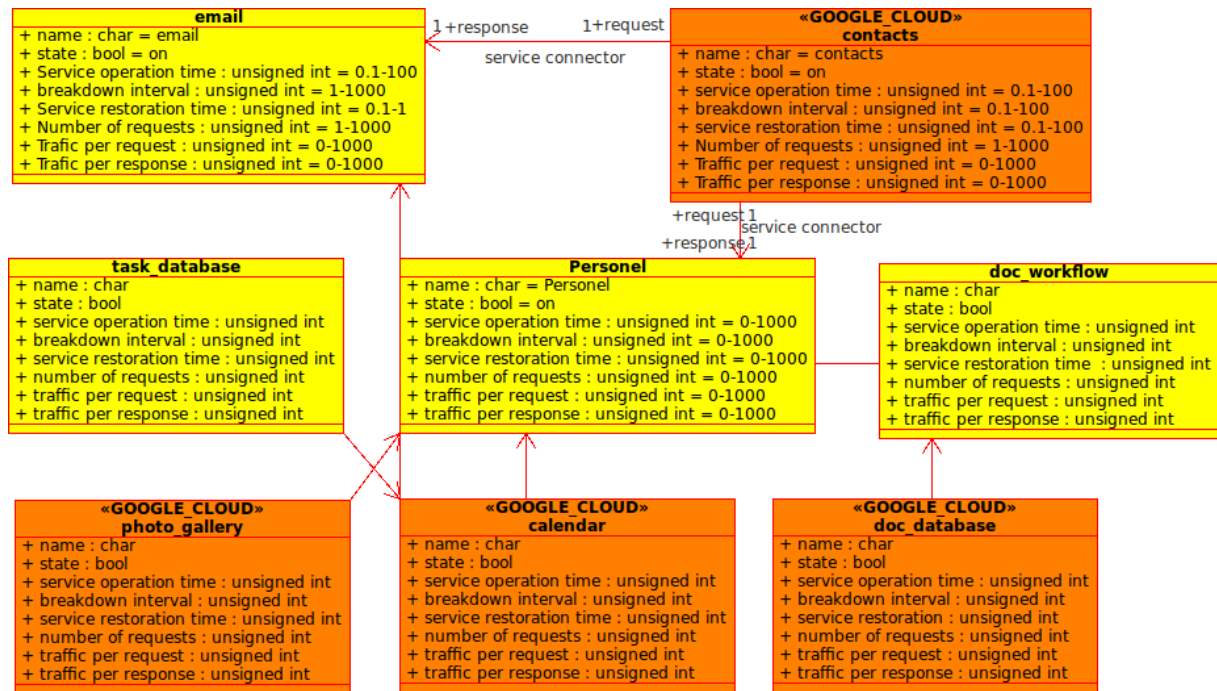 email
+ name : char = email
+ state : bool = on
+ Service operation time : unsigned int = 0.1-100
+ breakdown interval : unsigned int = 1-1000
+ Service restoration time : unsigned int = 0.1-1
+ Number of requests : unsigned int = 1-1000
+ Trafic per request : unsigned int = 0-1000
+ Trafic per response : unsigned int = 0-1000
1 +response
1 +request
service connector
«GOOGLE_CLOUD»
contacts
+ name : char = contacts
+ state : bool = on
+ service operation time : unsigned int = 0.1-100
+ breakdown interval : unsigned int = 0.1-100
+ service restoration time : unsigned int = 0.1-100
+ Number of requests : unsigned int = 1-1000
+ Traffic per request : unsigned int = 0-1000
+ Traffic per response : unsigned int = 0-1000
+request 1
service connector
+response 1
task_database
+ name : char
+ state : bool
+ service operation time : unsigned int
+ breakdown interval : unsigned int
+ service restoration time : unsigned int
+ number of requests : unsigned int
+ traffic per request : unsigned int
+ traffic per response : unsigned int
Personel
+ name : char = Personel
+ state : bool = on
+ service operation time : unsigned int = 0-1000
+ breakdown interval : unsigned int = 0-1000
+ service restoration time : unsigned int = 0-1000
+ number of requests : unsigned int = 0-1000
+ traffic per request : unsigned int = 0-1000
+ traffic per response : unsigned int = 0-1000
doc_workflow
+ name : char
+ state : bool
+ service operation time : unsigned int
+ breakdown interval : unsigned int
+ service restoration time : unsigned int
+ number of requests : unsigned int
+ traffic per request : unsigned int
+ traffic per response : unsigned int
«GOOGLE_CLOUD»
photo_gallery
+ name : char
+ state : bool
+ service operation time : unsigned int
+ breakdown interval : unsigned int
+ service restoration time : unsigned int
+ number of requests : unsigned int
+ traffic per request : unsigned int
+ traffic per response : unsigned int
«GOOGLE_CLOUD»
calendar
+ name : char
+ state : bool
+ service operation time : unsigned int
+ breakdown interval : unsigned int
+ service restoration time : unsigned int
+ number of requests : unsigned int
+ traffic per request : unsigned int
+ traffic per response : unsigned int
«GOOGLE_CLOUD»
doc_database
+ name : char
+ state : bool
+ service operation time : unsigned int
+ breakdown interval : unsigned int
+ service restoration : unsigned int
+ number of requests : unsigned int
+ traffic per request : unsigned int
+ traffic per response : unsigned int